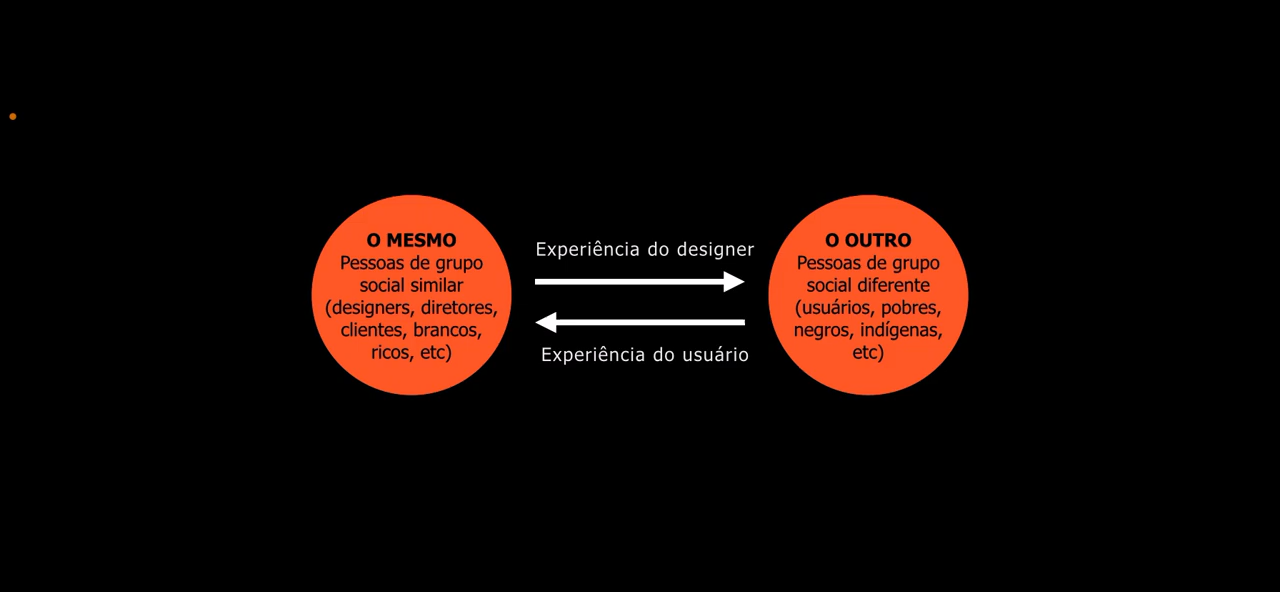 O MESMO
Pessoas de grupo
social similar
(designers, diretores,
clientes, brancos,
ricos, etc)
Experiência do designer
Experiência do usuário
O OUTRO
Pessoas de grupo
social diferente
(usuários, pobres,
negros, indígenas,
etc)